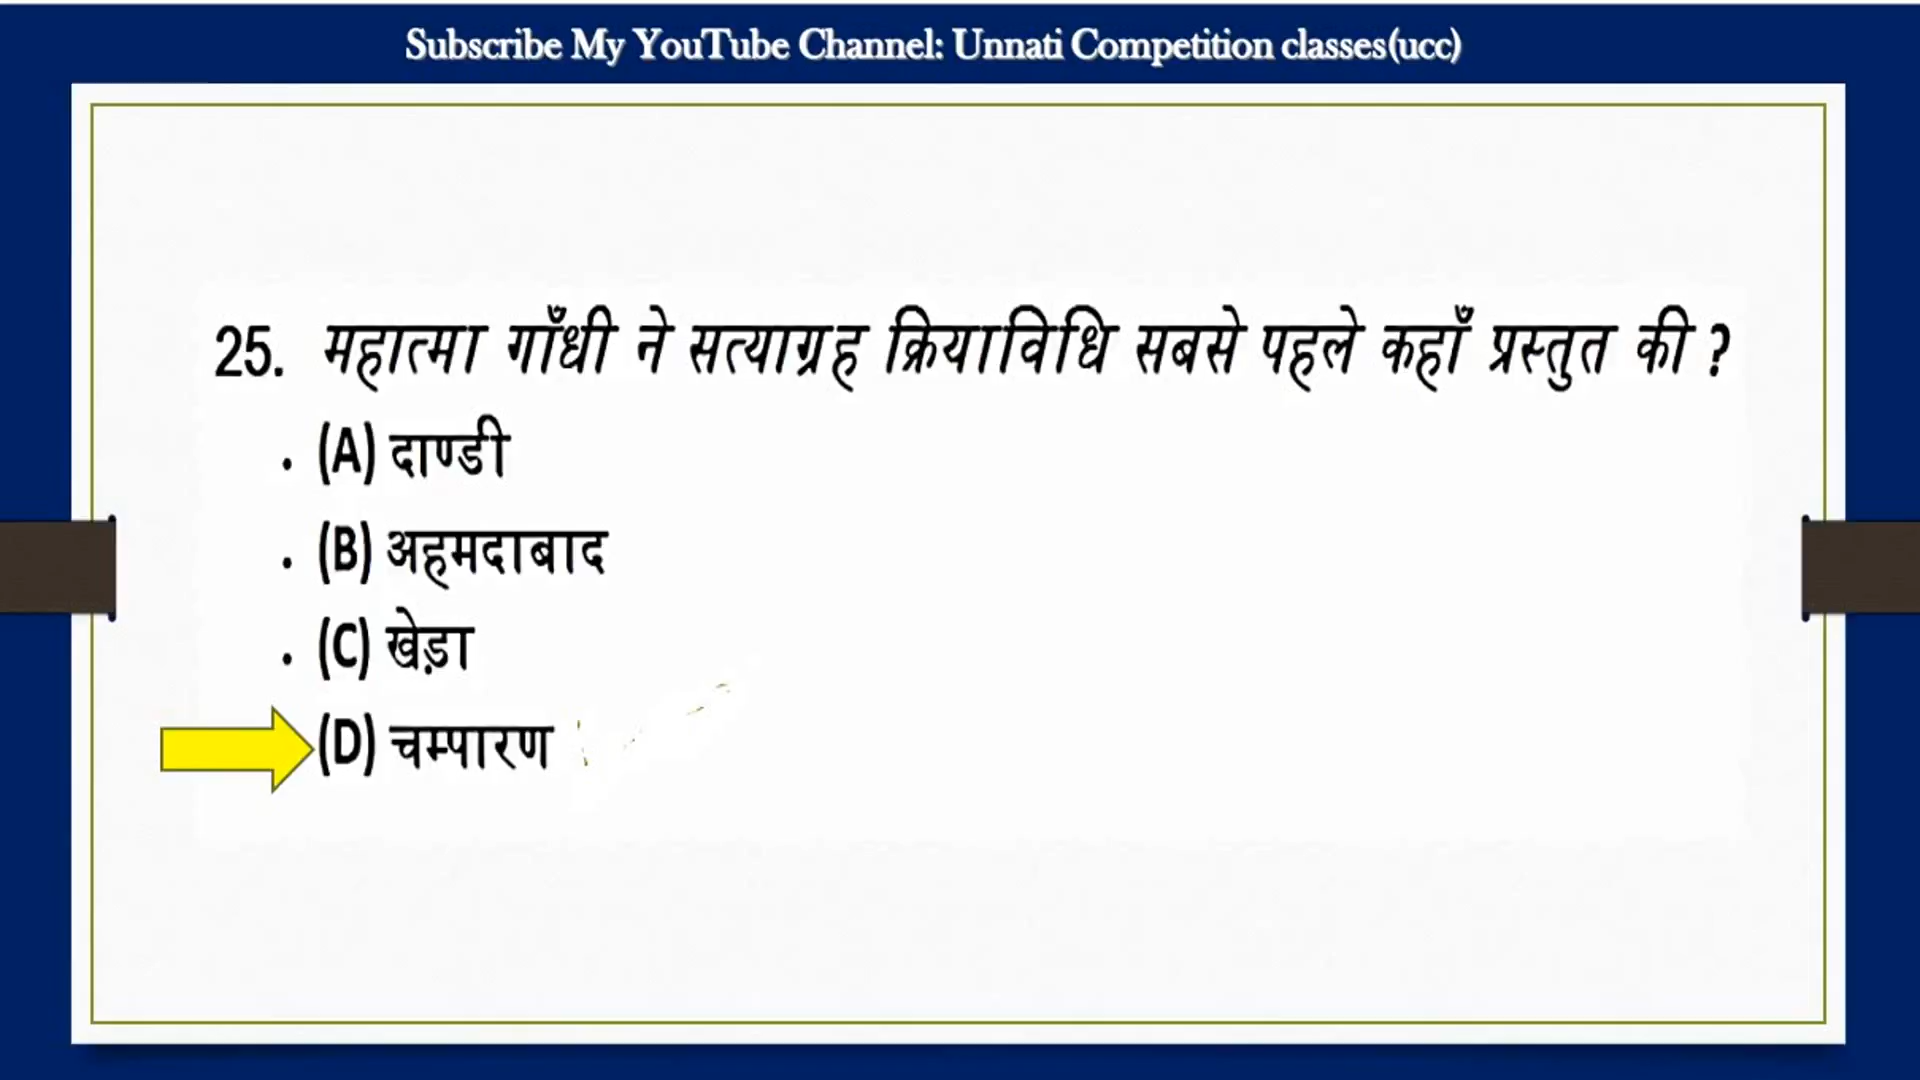 Subscribe My YouTube Channel: Unnati Competition classes(ucc)
25. महात्मा गाँधी ने सत्याग्रह क्रियाविधि सबसे पहले कहाँ प्रस्तुत की ?
• (A) दाण्डी
• (B) अहमदाबाद
• (C) खेड़ा
(D) चम्पारण